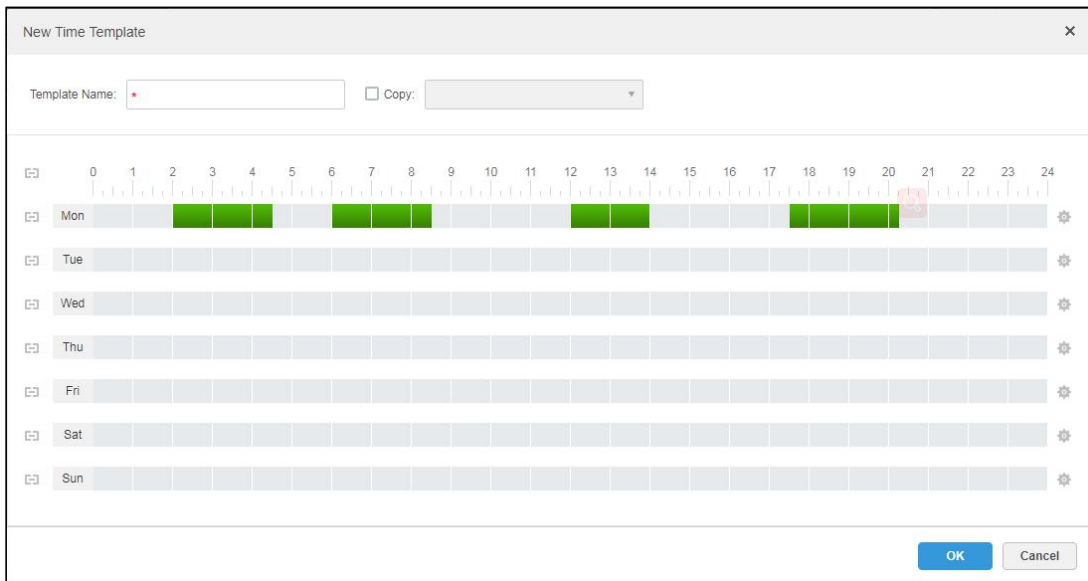 New Time Template
Template Name: * Copy:
0 1 2 3 4 5 6 7 8 9 10 11 12 13 14 15 16 17 18 19 20 21 22 23 24
Mon
Tue
Wed
Thu
Fri
Sat
Sun
OK Cancel